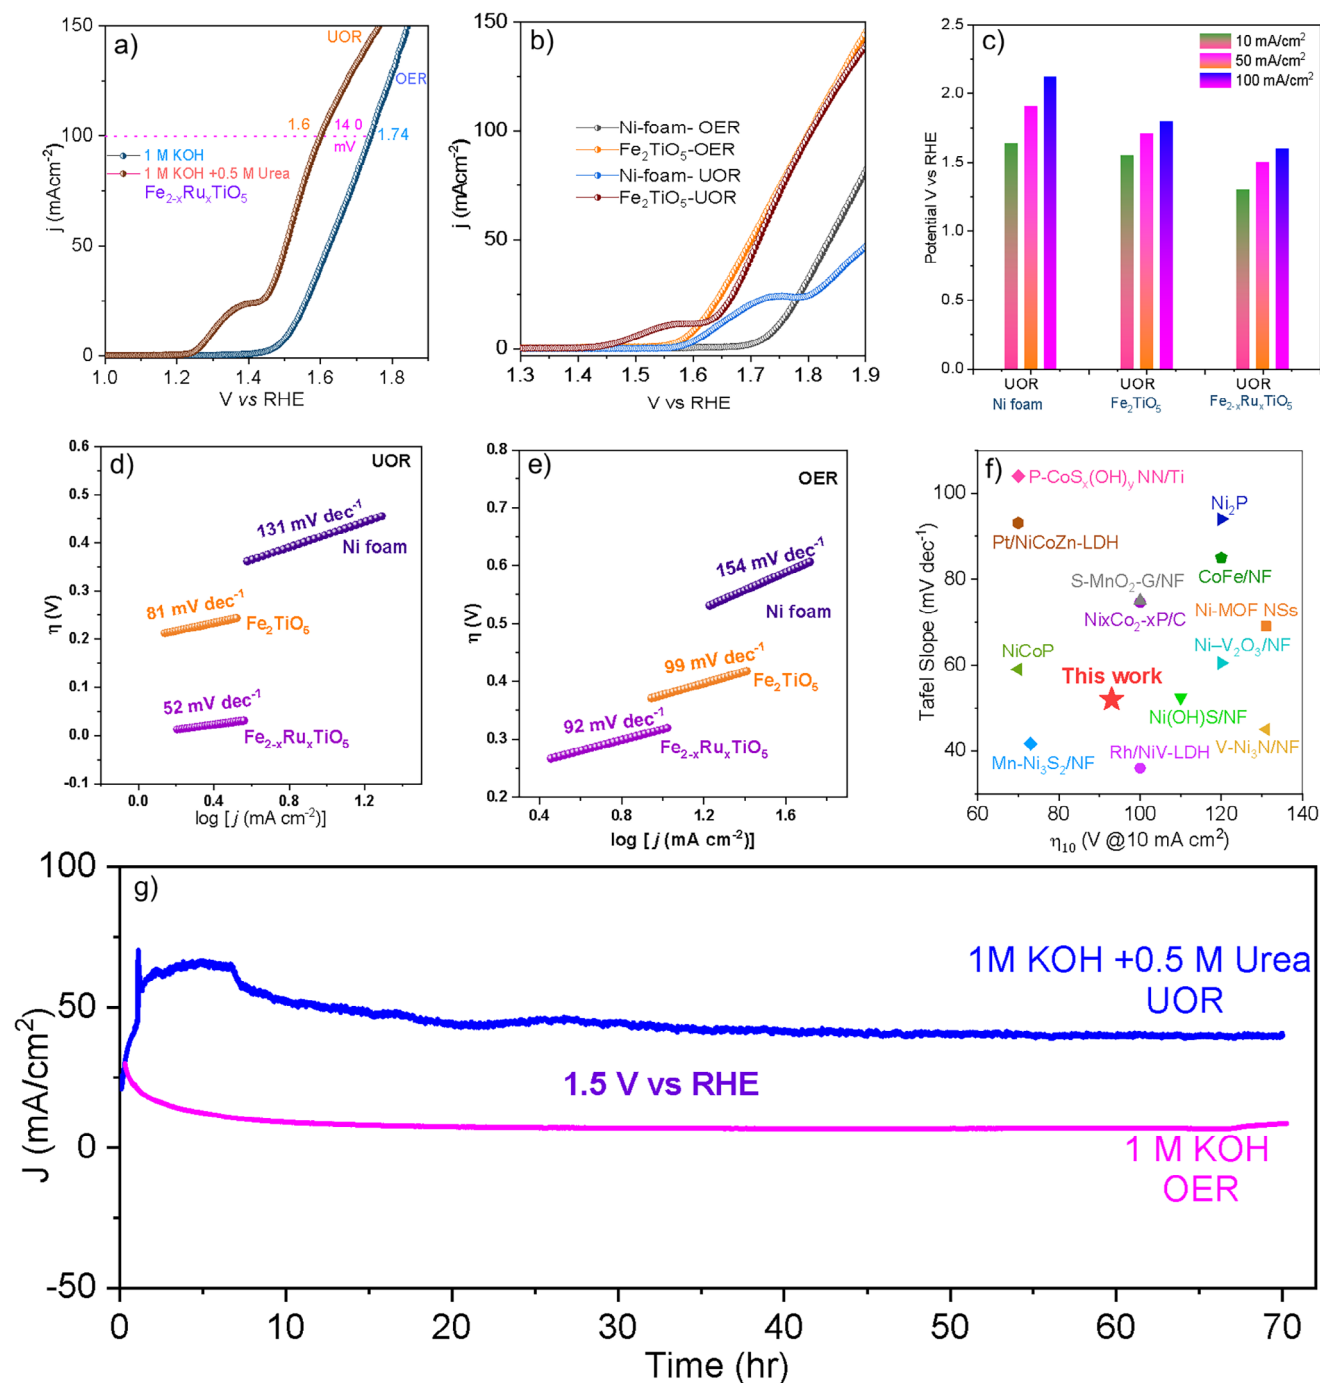 a)
150
100
50
0
1.0
1.2
1.4
1.6
1.8
j (mAcm-2)
V vs RHE
UOR
OER
1.6
14 0
mV
1.74
1 M KOH
1 M KOH +0.5 M Urea
Fe2-xRuxTiO5
b)
150
100
50
0
1.3
1.4
1.5
1.6
1.7
1.8
1.9
j (mAcm-2)
V vs RHE
Ni-foam- OER
Fe2TiO5-OER
Ni-foam- UOR
Fe2TiO5-UOR
c)
2.5
2.0
1.5
1.0
0.5
0.0
Potential V vs RHE
10 mA/cm2
50 mA/cm2
100 mA/cm2
UOR
Ni foam
UOR
Fe2TiO5
UOR
Fe2-xRuxTiO5
d)
UOR
0.6
0.5
0.4
0.3
0.2
0.1
0.0
-0.1
η (V)
0.0
0.4
0.8
1.2
log [ j (mA cm-2)]
131 mV dec-1
Ni foam
81 mV dec-1
Fe2TiO5
52 mV dec-1
Fe2-xRuxTiO5
e)
OER
0.8
0.7
0.6
0.5
0.4
0.3
0.2
η (V)
0.4
0.8
1.2
1.6
log [ j (mA cm-2)]
154 mV dec-1
Ni foam
99 mV dec-1
Fe2TiO5
92 mV dec-1
Fe2-xRuxTiO5
f)
100
80
60
40
Tafel Slope (mV dec-1)
60
80
100
120
140
η10 (V @10 mA cm2)
P-CoSx(OH)y NN/Ti
Ni2P
Pt/NiCoZn-LDH
CoFe/NF
S-MnO2-G/NF
NixCo2-xP/C
Ni-MOF NSs
Ni–V2O3/NF
NiCoP
This work
Ni(OH)S/NF
Mn-Ni3S2/NF
Rh/NiV-LDH
V-Ni3N/NF
g)
100
50
0
-50
J (mA/cm2)
1M KOH +0.5 M Urea
UOR
1.5 V vs RHE
1 M KOH
OER
0
10
20
30
40
50
60
70
Time (hr)